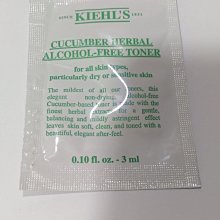 SINCE KIEHL'S 1851
CUCUMBER HERBAL
ALCOHOL-FREE TONER
for all skin types,
particularly dry or sensitive skin
The mildest of all our toners, this
elegant non-drying, alcohol-free
Cucumber-based toner is made with the
finest herbal extracts for a gentle,
balancing and mildly astringent effect
leaves skin soft, clean, and toned with a
beautiful, elegant after-feel.
0.10 fl. oz. - 3 ml